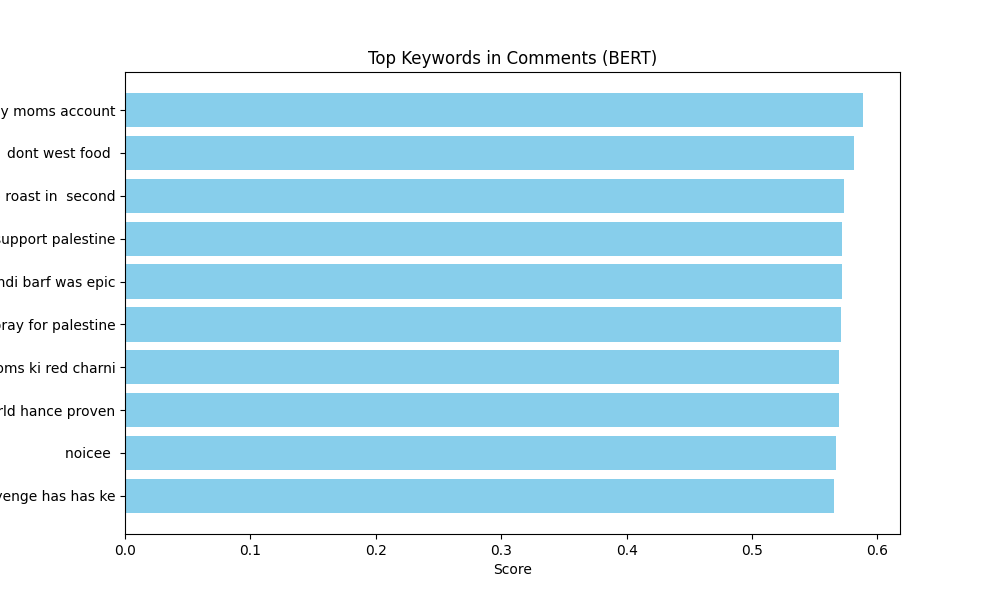 Top Keywords in Comments (BERT)
y moms account
dont west food
roast in  second
support palestine
ndi barf was epic
pray for palestine
oms ki red charni
rld hance proven
noicee
venge has has ke
0.0 0.1 0.2 0.3 0.4 0.5 0.6
Score